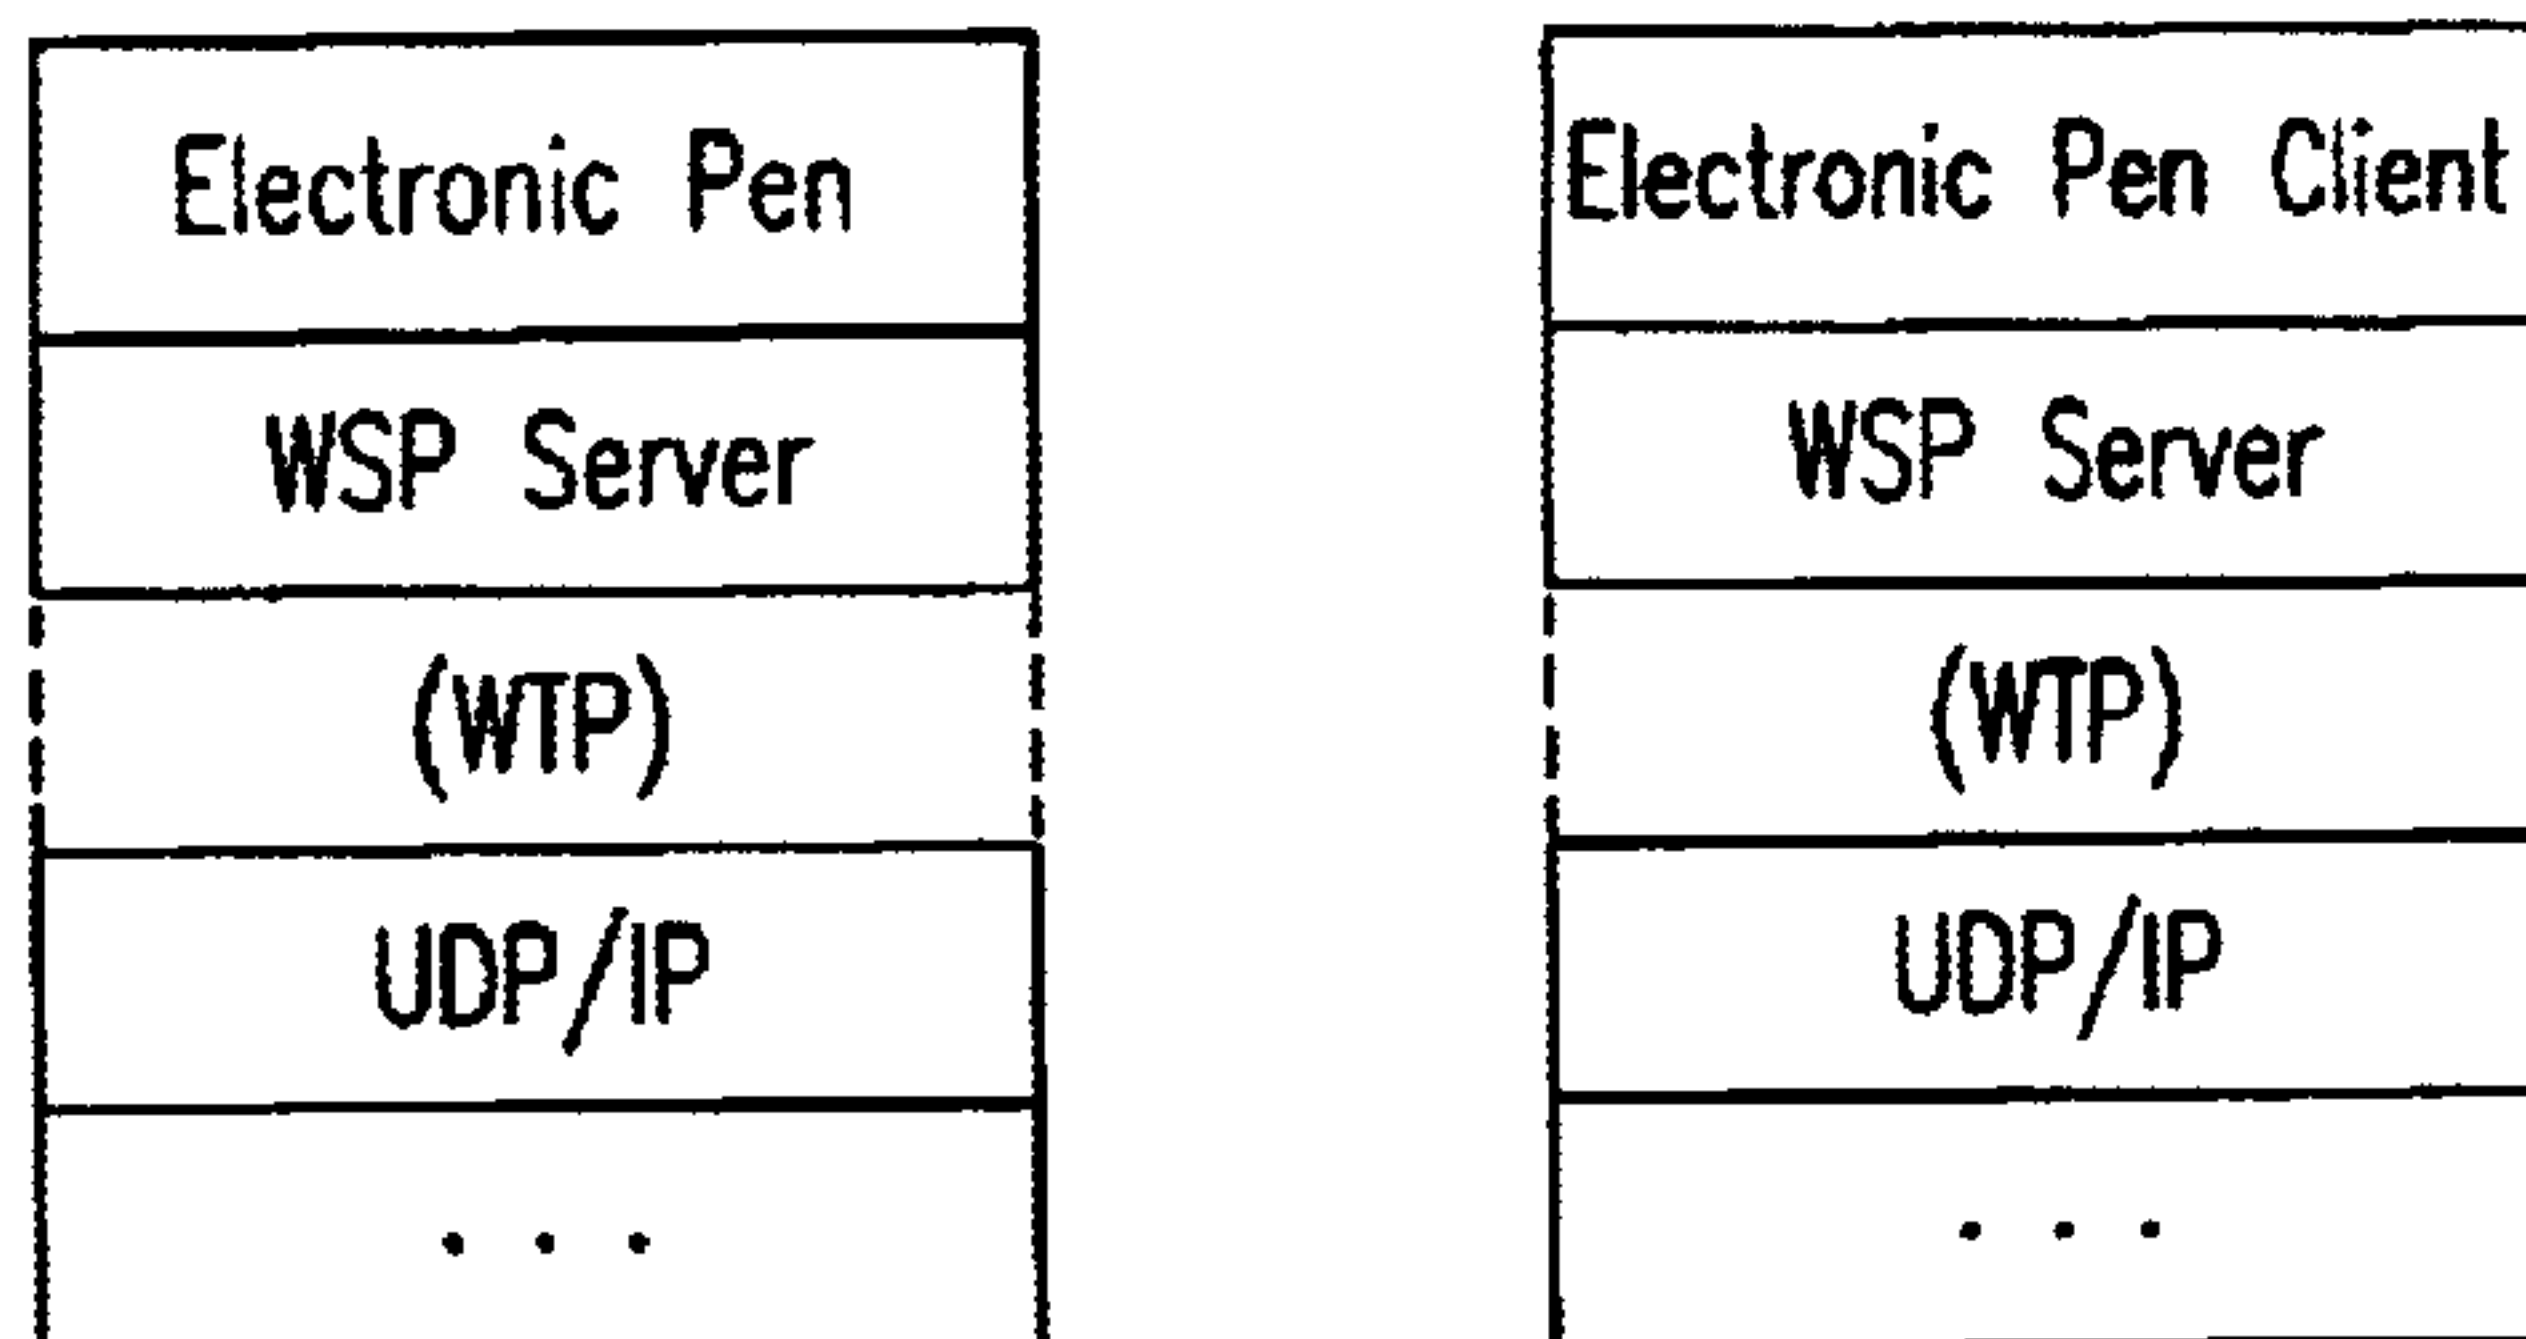 Electronic Pen
WSP Server
(WTP)
UDP/IP
. . .
Electronic Pen Client
WSP Server
(WTP)
UDP/IP
. . .